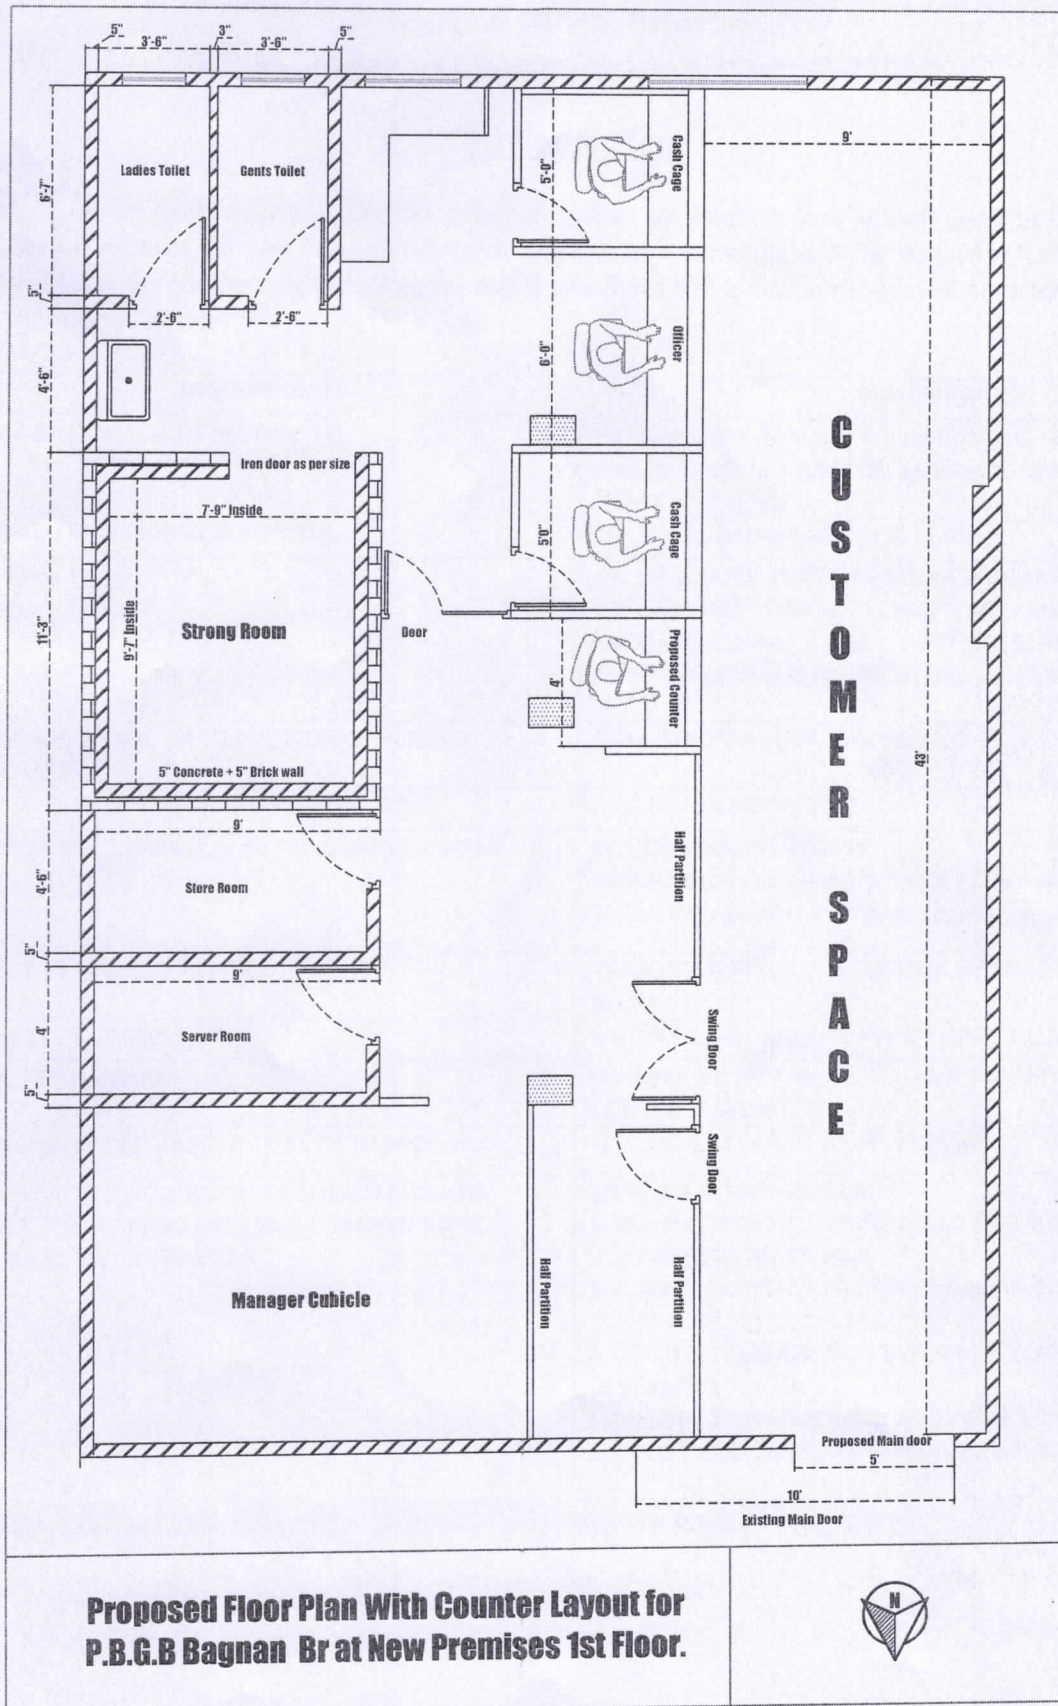 5"
3'-6"
3"
3'-6"
5"
9'
6'-7"
Ladies Toilet
Gents Toilet
5'-0"
Cash Cage
5"
2'-6"
2'-6"
4'-6"
6'-0"
Officer
Iron door as per size
7'-9" Inside
5'0"
Cash Cage
11'-3"
9'-7" Inside
Strong Room
Door
4'
Proposed Counter
CUSTOMER SPACE
43'
5" Concrete + 5" Brick wall
9'
4'-6"
Store Room
Half Partition
5"
9'
4'
Server Room
Swing Door
5"
Swing Door
Manager Cubicle
Half Partition
Half Partition
Proposed Main door
5'
10'
Existing Main Door
Proposed Floor Plan With Counter Layout for
P.B.G.B Bagnan Br at New Premises 1st Floor.
N